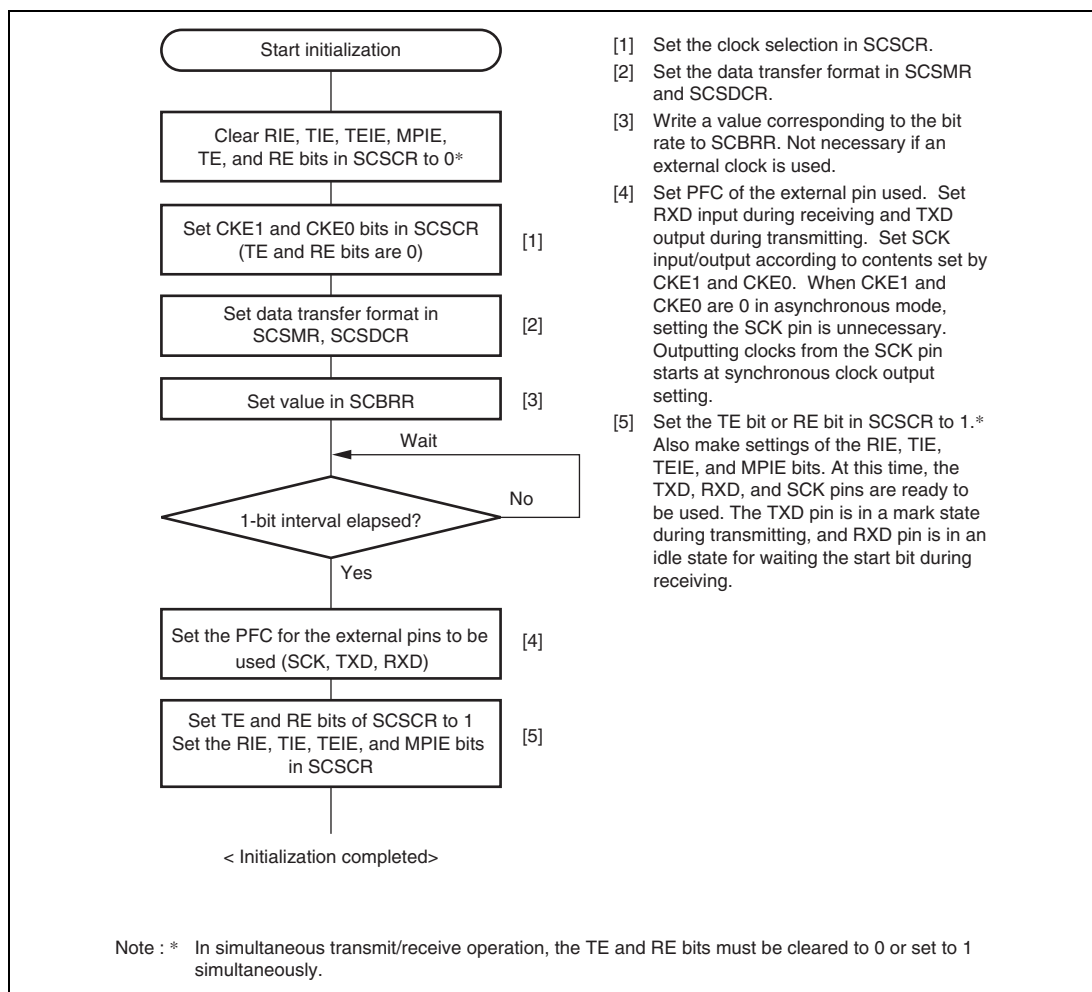 Start initialization
Clear RIE, TIE, TEIE, MPIE,
TE, and RE bits in SCSCR to 0*
Set CKE1 and CKE0 bits in SCSCR
(TE and RE bits are 0)
[1]
Set data transfer format in
SCSMR, SCSDCR
[2]
Set value in SCBRR
[3]
Wait
1-bit interval elapsed?
No
Yes
Set the PFC for the external pins to be
used (SCK, TXD, RXD)
[4]
Set TE and RE bits of SCSCR to 1
Set the RIE, TIE, TEIE, and MPIE bits
in SCSCR
[5]
< Initialization completed>
[1] Set the clock selection in SCSCR.
[2] Set the data transfer format in SCSMR
and SCSDCR.
[3] Write a value corresponding to the bit
rate to SCBRR. Not necessary if an
external clock is used.
[4] Set PFC of the external pin used. Set
RXD input during receiving and TXD
output during transmitting. Set SCK
input/output according to contents set by
CKE1 and CKE0. When CKE1 and
CKE0 are 0 in asynchronous mode,
setting the SCK pin is unnecessary.
Outputting clocks from the SCK pin
starts at synchronous clock output
setting.
[5] Set the TE bit or RE bit in SCSCR to 1.*
Also make settings of the RIE, TIE,
TEIE, and MPIE bits. At this time, the
TXD, RXD, and SCK pins are ready to
be used. The TXD pin is in a mark state
during transmitting, and RXD pin is in an
idle state for waiting the start bit during
receiving.
Note : * In simultaneous transmit/receive operation, the TE and RE bits must be cleared to 0 or set to 1
simultaneously.